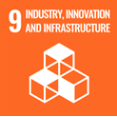 9 INDUSTRY, INNOVATION
AND INFRASTRUCTURE